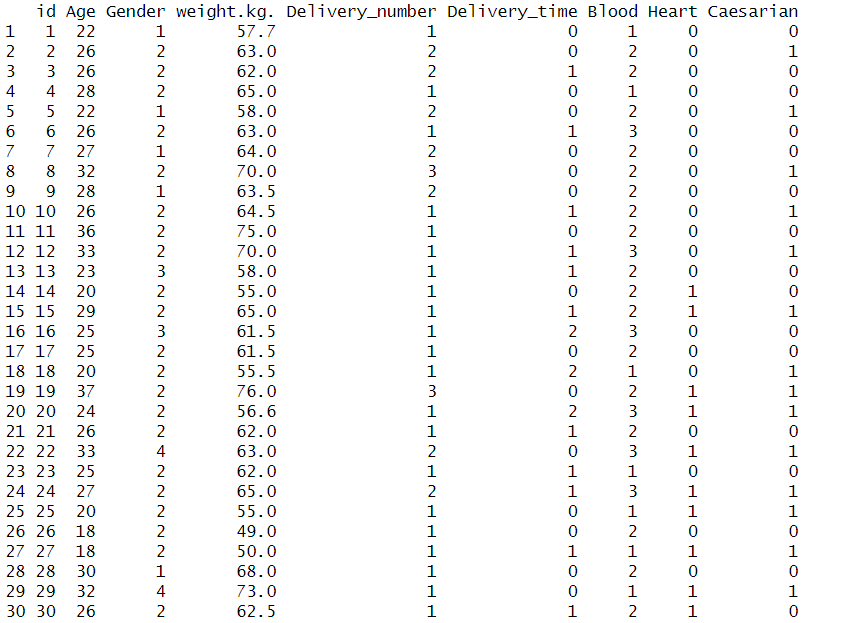 id Age Gender weight.kg. Delivery_number Delivery_time Blood Heart Caesarian
1 1 22 1 57.7 1 0 1 0 0
2 2 26 2 63.0 2 0 2 0 1
3 3 26 2 62.0 2 1 2 0 0
4 4 28 2 65.0 1 0 1 0 0
5 5 22 1 58.0 2 0 2 0 1
6 6 26 2 63.0 1 1 3 0 0
7 7 27 1 64.0 2 0 2 0 0
8 8 32 2 70.0 3 0 2 0 1
9 9 28 1 63.5 2 0 2 0 0
10 10 26 2 64.5 1 1 2 0 1
11 11 36 2 75.0 1 0 2 0 0
12 12 33 2 70.0 1 1 3 0 1
13 13 23 3 58.0 1 1 2 0 0
14 14 20 2 55.0 1 0 2 1 0
15 15 29 2 65.0 1 1 2 1 1
16 16 25 3 61.5 1 2 3 0 0
17 17 25 2 61.5 1 0 2 0 0
18 18 20 2 55.5 1 2 1 0 1
19 19 37 2 76.0 3 0 2 1 1
20 20 24 2 56.6 1 2 3 1 1
21 21 26 2 62.0 1 1 2 0 0
22 22 33 4 63.0 2 0 3 1 1
23 23 25 2 62.0 1 1 1 0 0
24 24 27 2 65.0 2 1 3 1 1
25 25 20 2 55.0 1 0 1 1 1
26 26 18 2 49.0 1 0 2 0 0
27 27 18 2 50.0 1 1 1 1 1
28 28 30 1 68.0 1 0 2 0 0
29 29 32 4 73.0 1 0 1 1 1
30 30 26 2 62.5 1 1 2 1 0